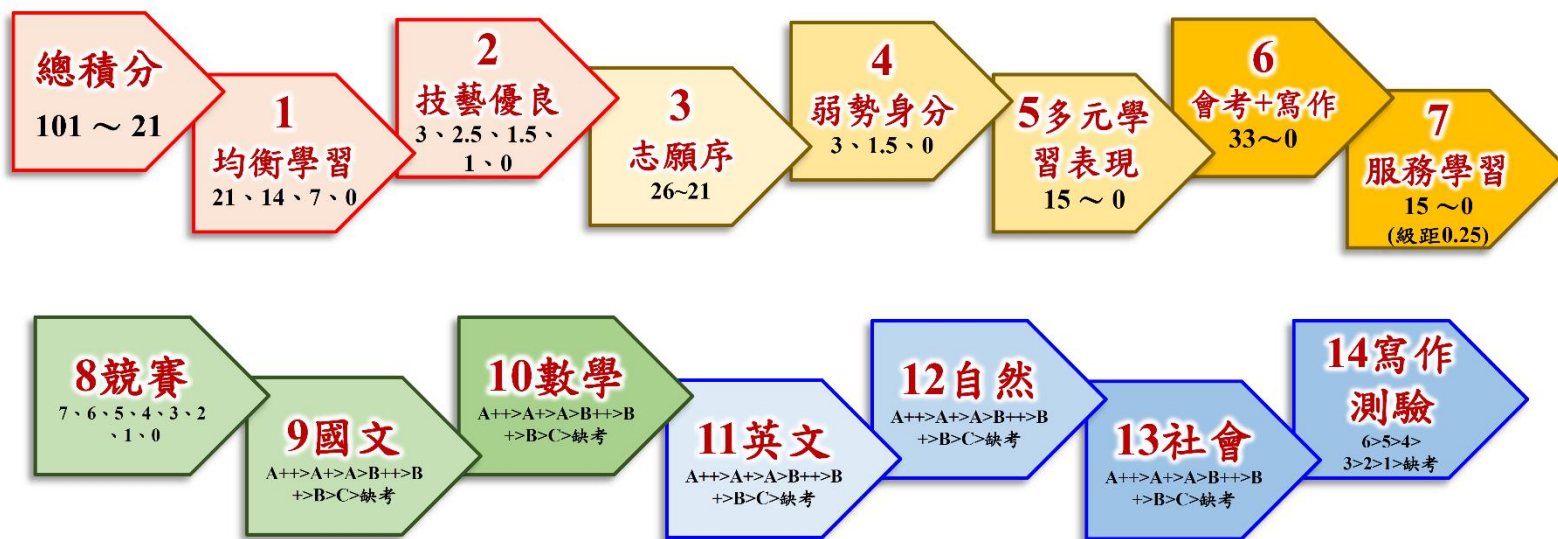 總積分
101 ～ 21
1
均衡學習
21、14、7、0
2
技藝優良
3、2.5、1.5、
1、0
3
志願序
26~21
4
弱勢身分
3、1.5、0
5多元學
習表現
15 ～ 0
6
會考+寫作
33～0
7
服務學習
15 ～0
(級距0.25)
8競賽
7、6、5、4、3、2
、1、0
9國文
A++>A+>A>B++>B
+>B>C>缺考
10數學
A++>A+>A>B++>B
+>B>C>缺考
11英文
A++>A+>A>B++>B
+>B>C>缺考
12自然
A++>A+>A>B++>B
+>B>C>缺考
13社會
A++>A+>A>B++>B
+>B>C>缺考
14寫作
測驗
6>5>4>
3>2>1>缺考